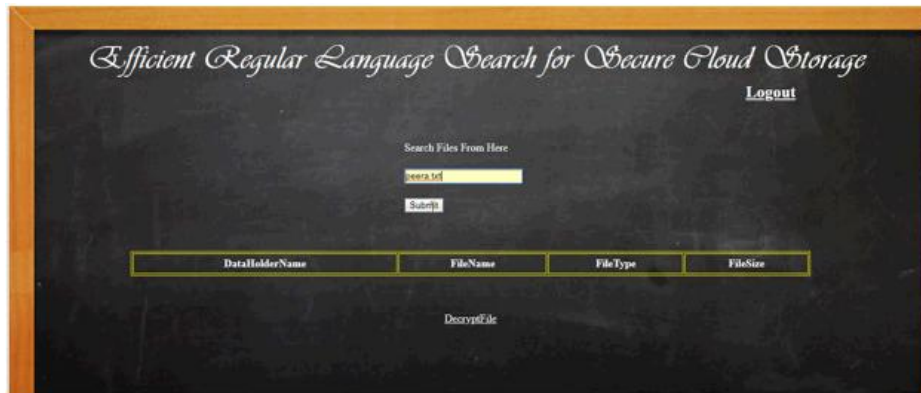 Efficient Regular Language Search for Secure Cloud Storage
Logout
Search Files From Here
peera.txt
Submit
DataHolderName FileName FileType FileSize
DecryptFile